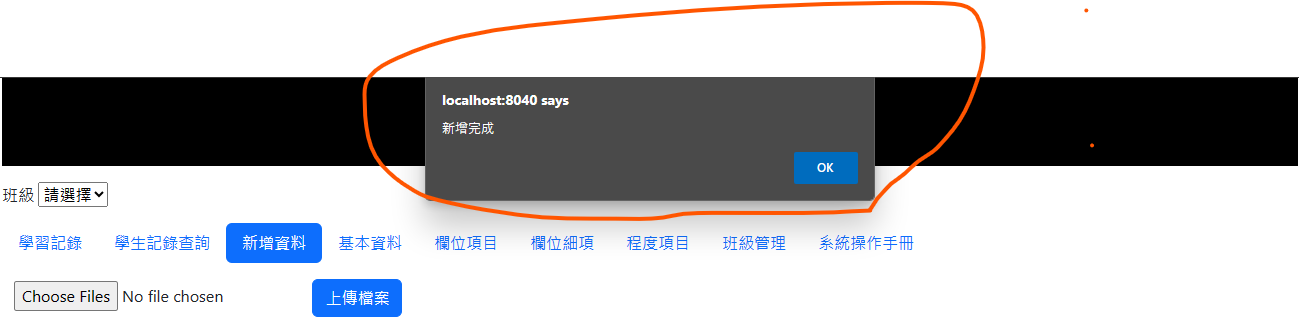 localhost:8040 says
新增完成
OK
班級 請選擇
學習記錄 學生記錄查詢 新增資料 基本資料 欄位項目 欄位細項 程度項目 班級管理 系統操作手冊
Choose Files No file chosen 上傳檔案